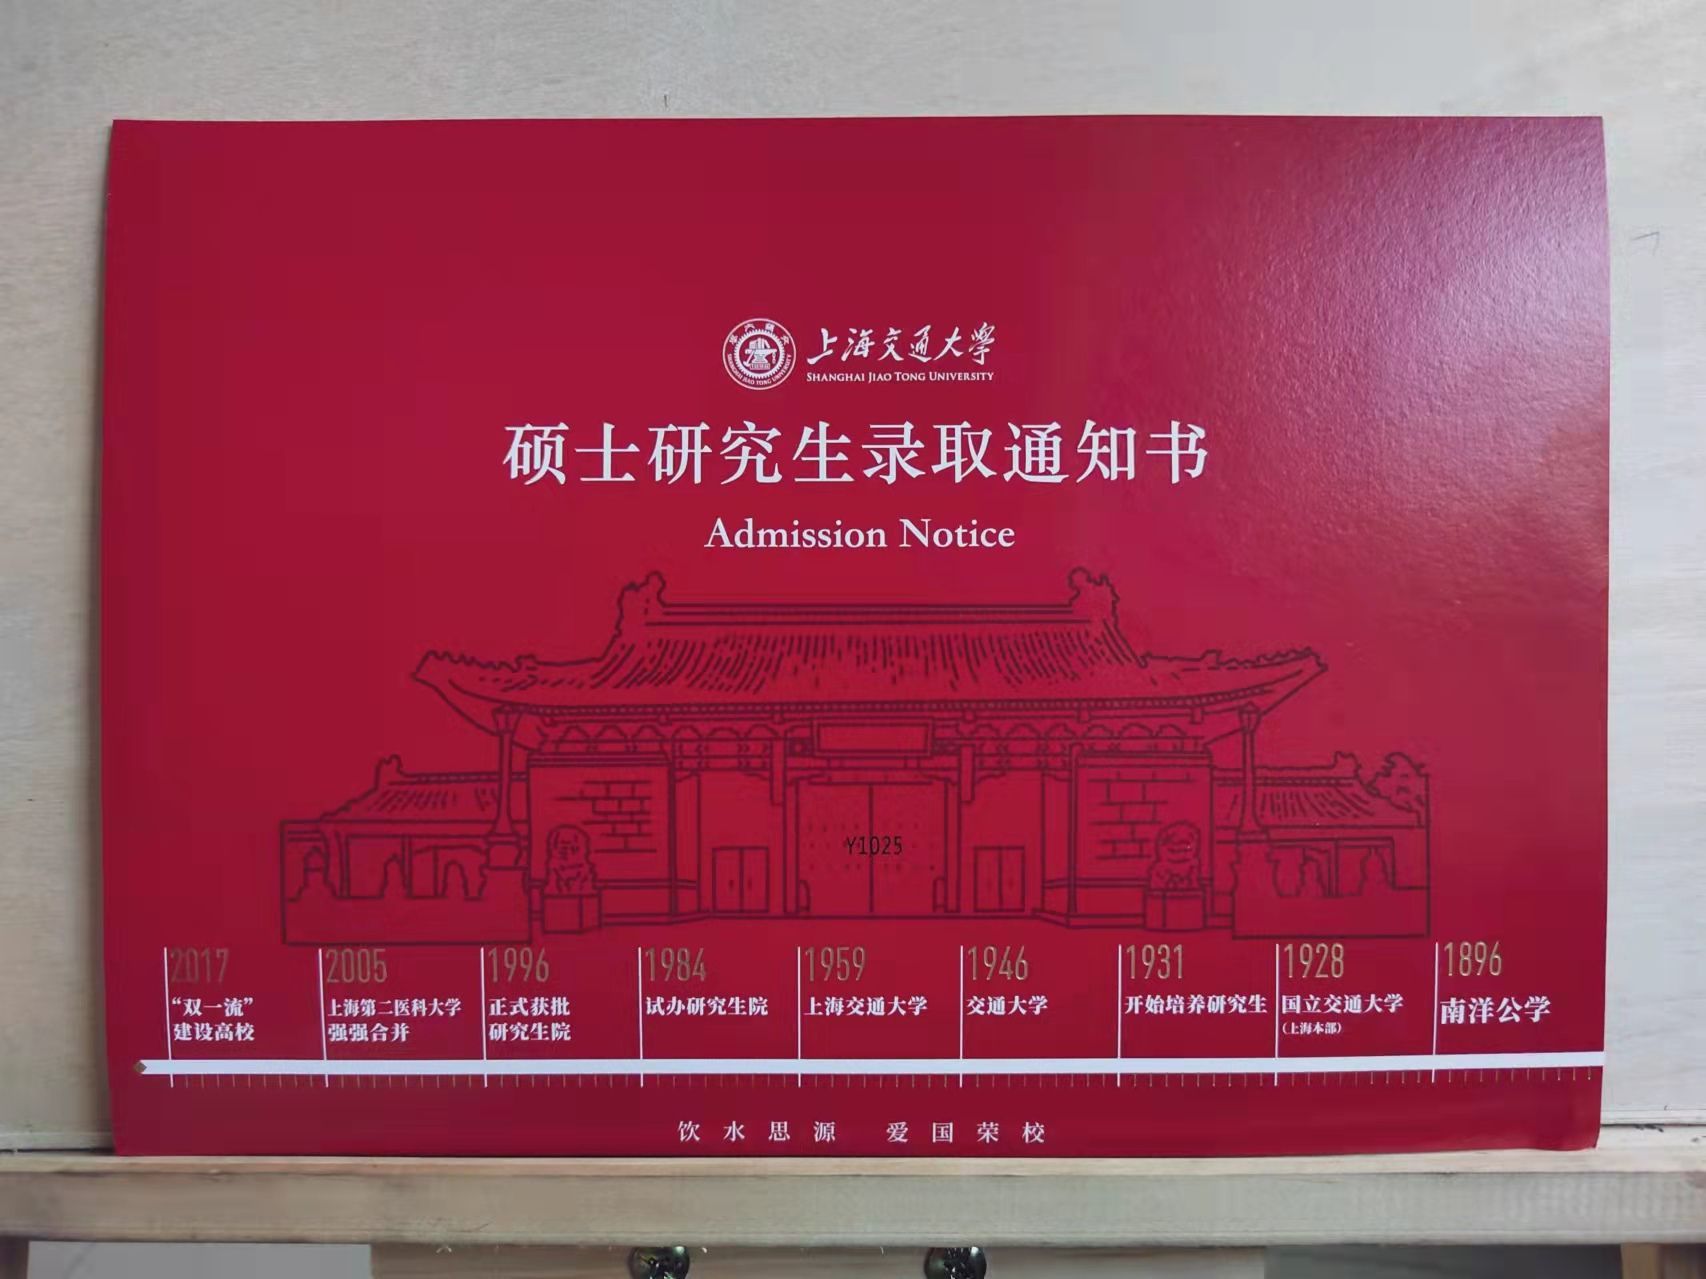 上海交通大学
SHANGHAI JIAO TONG UNIVERSITY
硕士研究生录取通知书
Admission Notice
Y1025
2017
“双一流”
建设高校
2005
上海第二医科大学
强强合并
1996
正式获批
研究生院
1984
试办研究生院
1959
上海交通大学
1946
交通大学
1931
开始培养研究生
1928
国立交通大学
(上海本部)
1896
南洋公学
饮水思源 爱国荣校